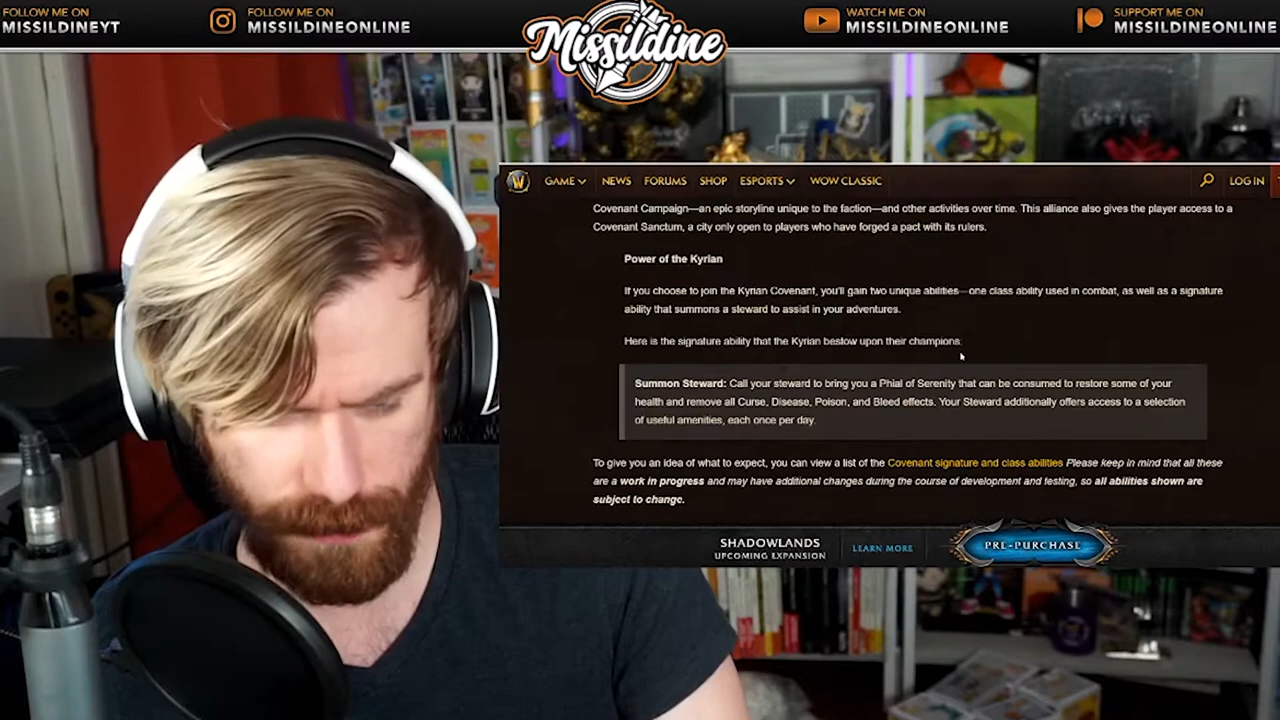 FOLLOW ME ON
MISSILDINEYT
FOLLOW ME ON
MISSILDINEONLINE
Missildine
WATCH ME ON
MISSILDINEONLINE
SUPPORT ME ON
MISSILDINEONLINE
W GAME NEWS FORUMS SHOP ESPORTS WOW CLASSIC LOG IN
Covenant Campaign—an epic storyline unique to the faction—and other activities over time. This alliance also gives the player access to a
Covenant Sanctum, a city only open to players who have forged a pact with its rulers.
Power of the Kyrian
If you choose to join the Kyrian Covenant, you'll gain two unique abilities—one class ability used in combat, as well as a signature
ability that summons a steward to assist in your adventures.
Here is the signature ability that the Kyrian bestow upon their champions:
Summon Steward: Call your steward to bring you a Phial of Serenity that can be consumed to restore some of your
health and remove all Curse, Disease, Poison, and Bleed effects. Your Steward additionally offers access to a selection
of useful amenities, each once per day.
To give you an idea of what to expect, you can view a list of the Covenant signature and class abilities Please keep in mind that all these
are a work in progress and may have additional changes during the course of development and testing, so all abilities shown are
subject to change.
SHADOWLANDS
UPCOMING EXPANSION
LEARN MORE
PRE-PURCHASE